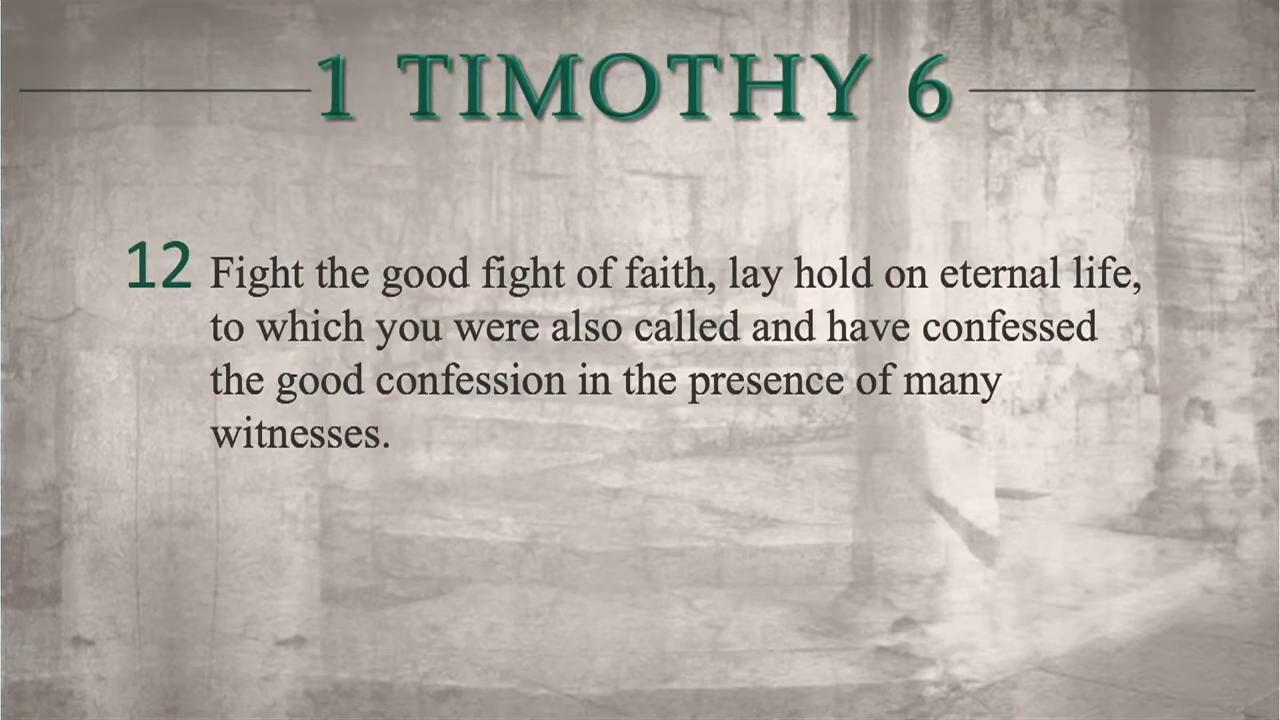 1 TIMOTHY 6
12 Fight the good fight of faith, lay hold on eternal life,
to which you were also called and have confessed
the good confession in the presence of many
witnesses.